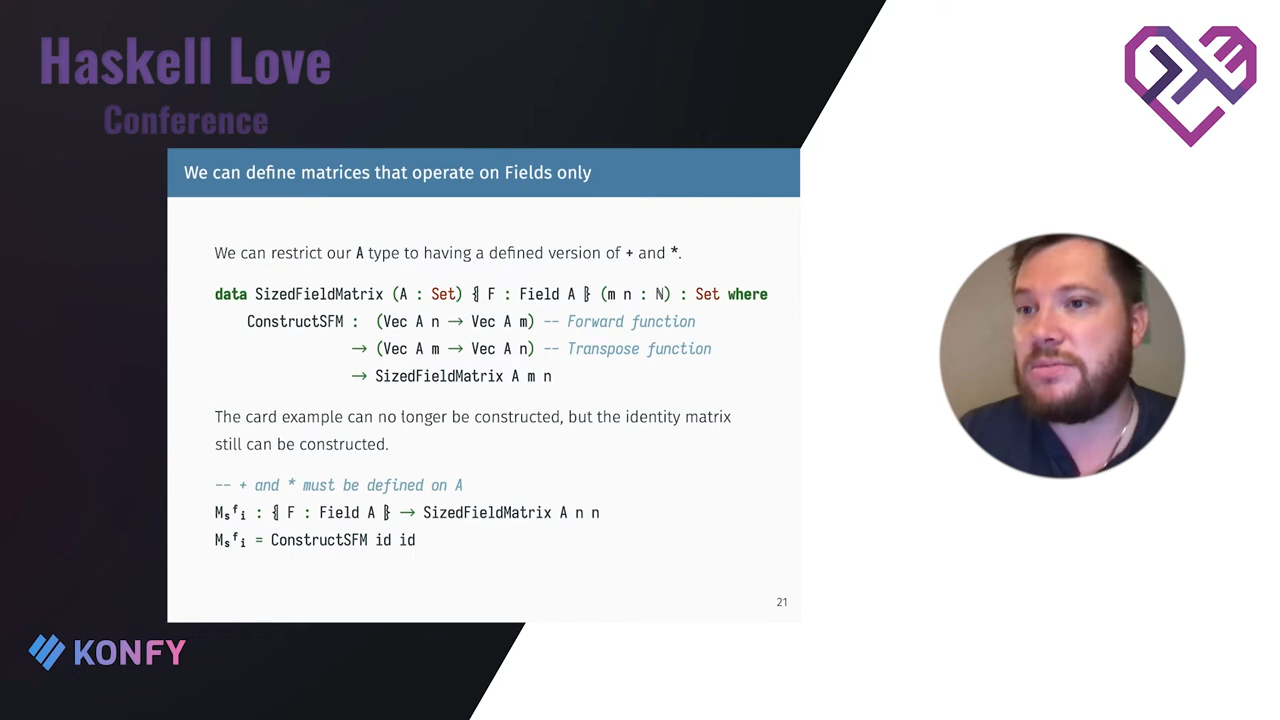 Haskell Love
Conference
We can define matrices that operate on Fields only
We can restrict our A type to having a defined version of + and *.
data SizedFieldMatrix (A : Set) ⦃ F : Field A ⦄ (m n : ℕ) : Set where
ConstructSFM : (Vec A n → Vec A m) -- Forward function
→ (Vec A m → Vec A n) -- Transpose function
→ SizedFieldMatrix A m n
The card example can no longer be constructed, but the identity matrix
still can be constructed.
-- + and * must be defined on A
Mₛᶠᵢ : ⦃ F : Field A ⦄ → SizedFieldMatrix A n n
Mₛᶠᵢ = ConstructSFM id id
21
KONFY